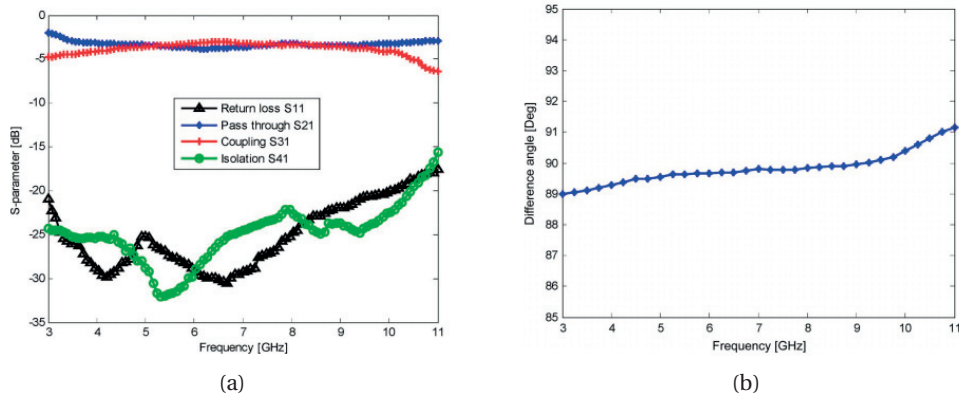 0
-5
-10
-15
-20
-25
-30
-35
S-parameter [dB]
Return loss S11
Pass through S21
Coupling S31
Isolation S41
3 4 5 6 7 8 9 10 11
Frequency [GHz]
(a)
95
94
93
92
91
90
89
88
87
86
85
Difference angle [Deg]
3 4 5 6 7 8 9 10 11
Frequency [GHz]
(b)